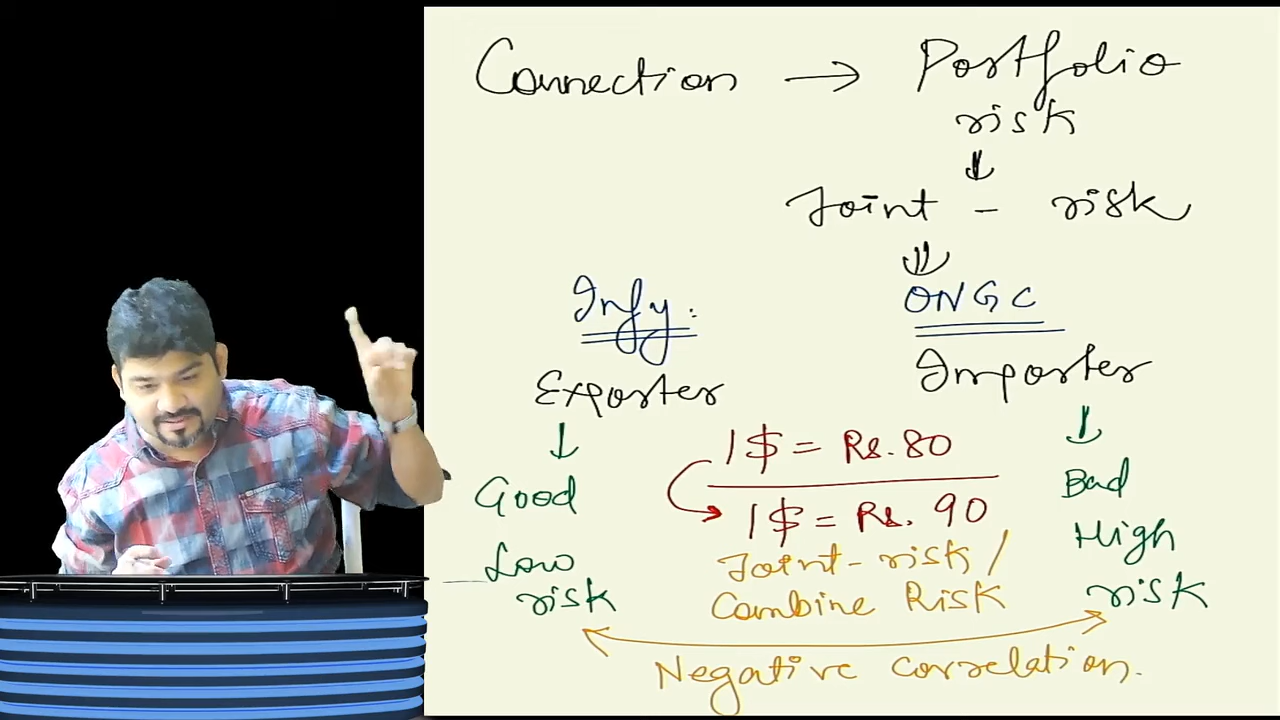 Connection → Portfolio
risk
↓
Joint - risk
⇓
Infy: ONGC
Exporter Importer
↓ ↓
Good 1$ = Rs. 80 Bad
→ 1$ = Rs. 90 High
Low Joint-risk / risk
risk Combine Risk
Negative correlation.